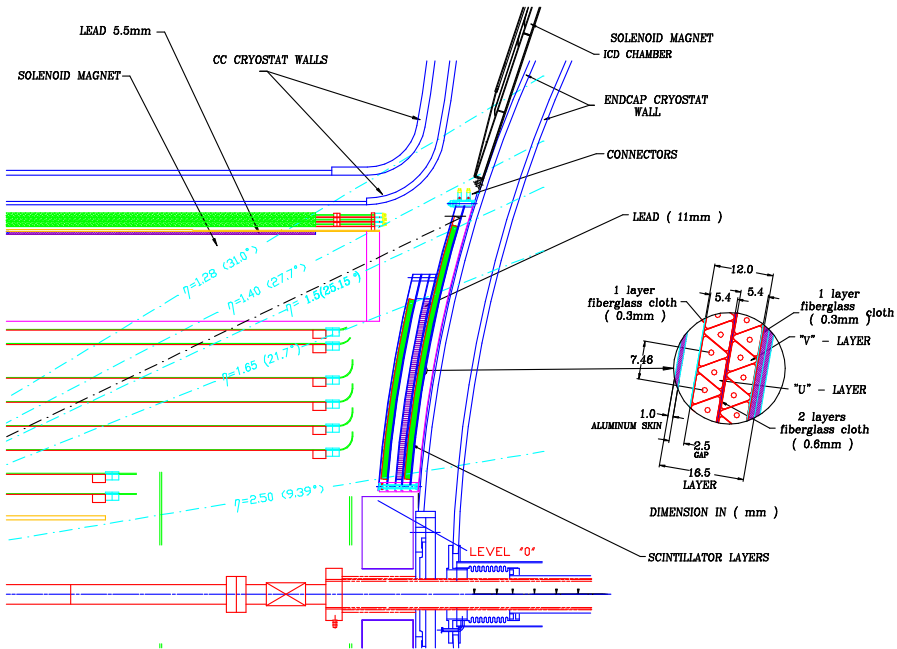 LEAD 5.5mm
SOLENOID MAGNET
CC CRYOSTAT WALLS
SOLENOID MAGNET
ICD CHAMBER
ENDCAP CRYOSTAT
WALL
CONNECTORS
LEAD ( 11mm )
η=1.28 (31.0°)
η=1.40 (27.7°)
η= 1.5(25.15°)
η=1.65 (21.7°)
η=2.50 (9.39°)
12.0
5.4
5.4
1 layer
fiberglass cloth
( 0.3mm )
1 layer
fiberglass cloth
( 0.3mm )
"V" - LAYER
7.46
"U" - LAYER
2 layers
fiberglass cloth
( 0.6mm )
1.0
ALUMINUM SKIN
2.5
GAP
16.5
LAYER
DIMENSION IN ( mm )
LEVEL "0"
SCINTILLATOR LAYERS